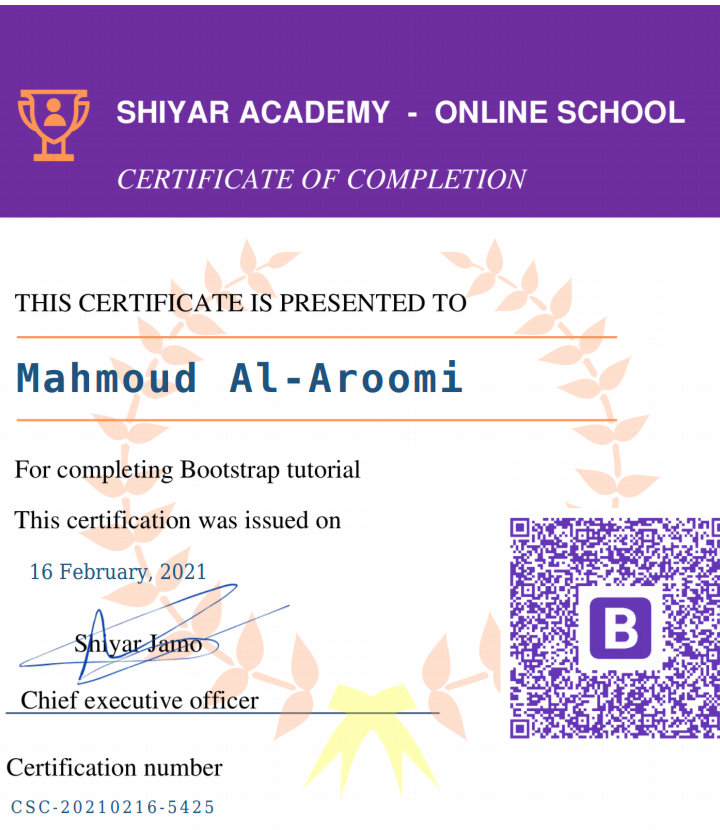 SHIYAR ACADEMY - ONLINE SCHOOL
CERTIFICATE OF COMPLETION
THIS CERTIFICATE IS PRESENTED TO
Mahmoud Al-Aroomi
For completing Bootstrap tutorial
This certification was issued on
16 February, 2021
B
Shiyar Jamo
Chief executive officer
Certification number
CSC-20210216-5425